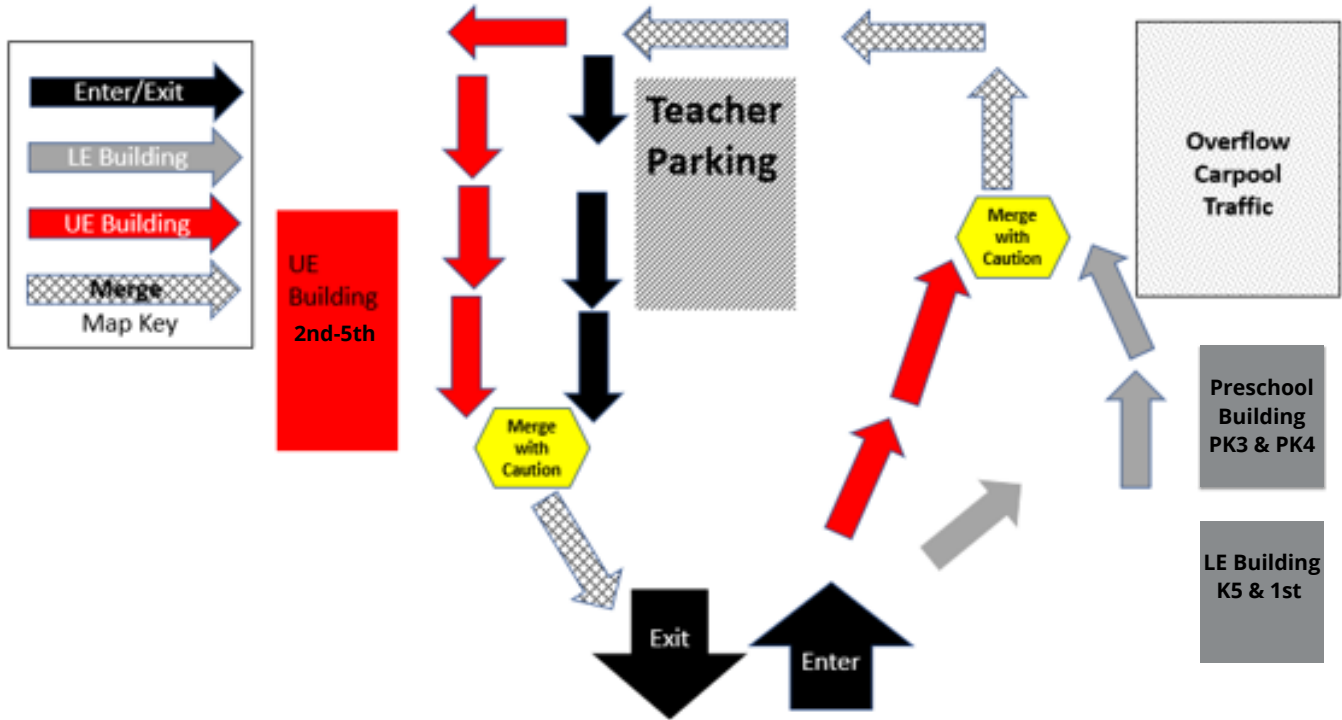 Enter/Exit
LE Building
UE Building
Merge
Map Key
UE
Building
2nd-5th
Teacher
Parking
Merge
with
Caution
Overflow
Carpool
Traffic
Merge
with
Caution
Preschool
Building
PK3 & PK4
LE Building
K5 & 1st
Exit
Enter